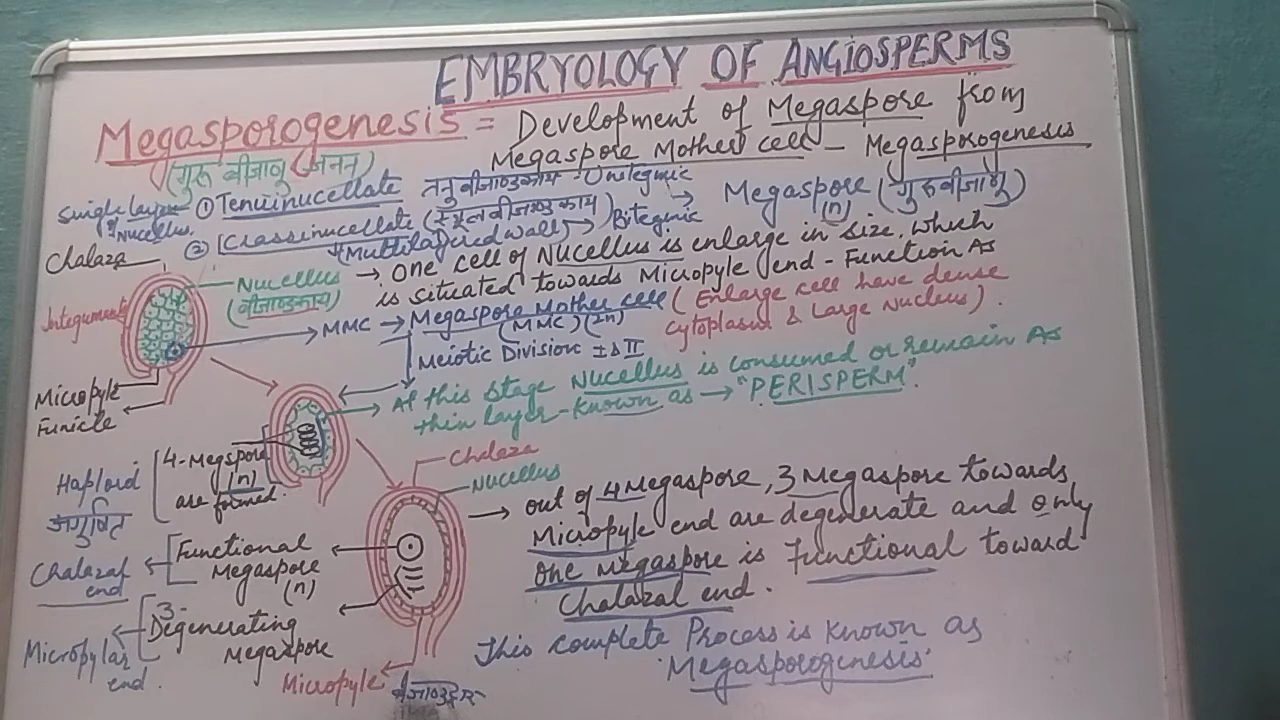 EMBRYOLOGY OF ANGIOSPERMS
Megasporogenesis = Development of Megaspore from
Megaspore Mother cell - Megasporogenesis
(गुरू बीजाणु जनन)
Single layer of Nucellus. ① Tenuinucellate तनु बीजाण्डकाय - Unitegmic
→ Megaspore (गुरुबीजाणु)
(n)
② Crassinucellate (स्थूल बीजाण्ड काय)
Multilayered wall → Bitegmic
Chalaza
Nucellus
(बीजाण्डकाय)
→ One cell of Nucellus is enlarge in size, which
is situated towards Micropyle end - Function As
Integument
MMC → Megaspore Mother cell (Enlarge cell have dense
(MMC) (2n) cytoplasm & Large Nucleus).
Meiotic Division I & II
Micropyle
Funicle
→ At this stage Nucellus is consumed or remain As
thin layer - known as → "PERISPERM".
4-Megspore
(n)
are formed.
Haploid
अगुणित
Chalaza
Nucellus
→ out of 4 Megaspore, 3 Megaspore towards
Micropyle end are degenerate and only
one Megaspore is Functional toward
Chalazal end.
Functional
Megaspore
(n)
Chalazal
end
3-
Degenerating
Megaspore
Micropylar
end.
Micropyle
This complete Process is known as
'Megasporogenesis'